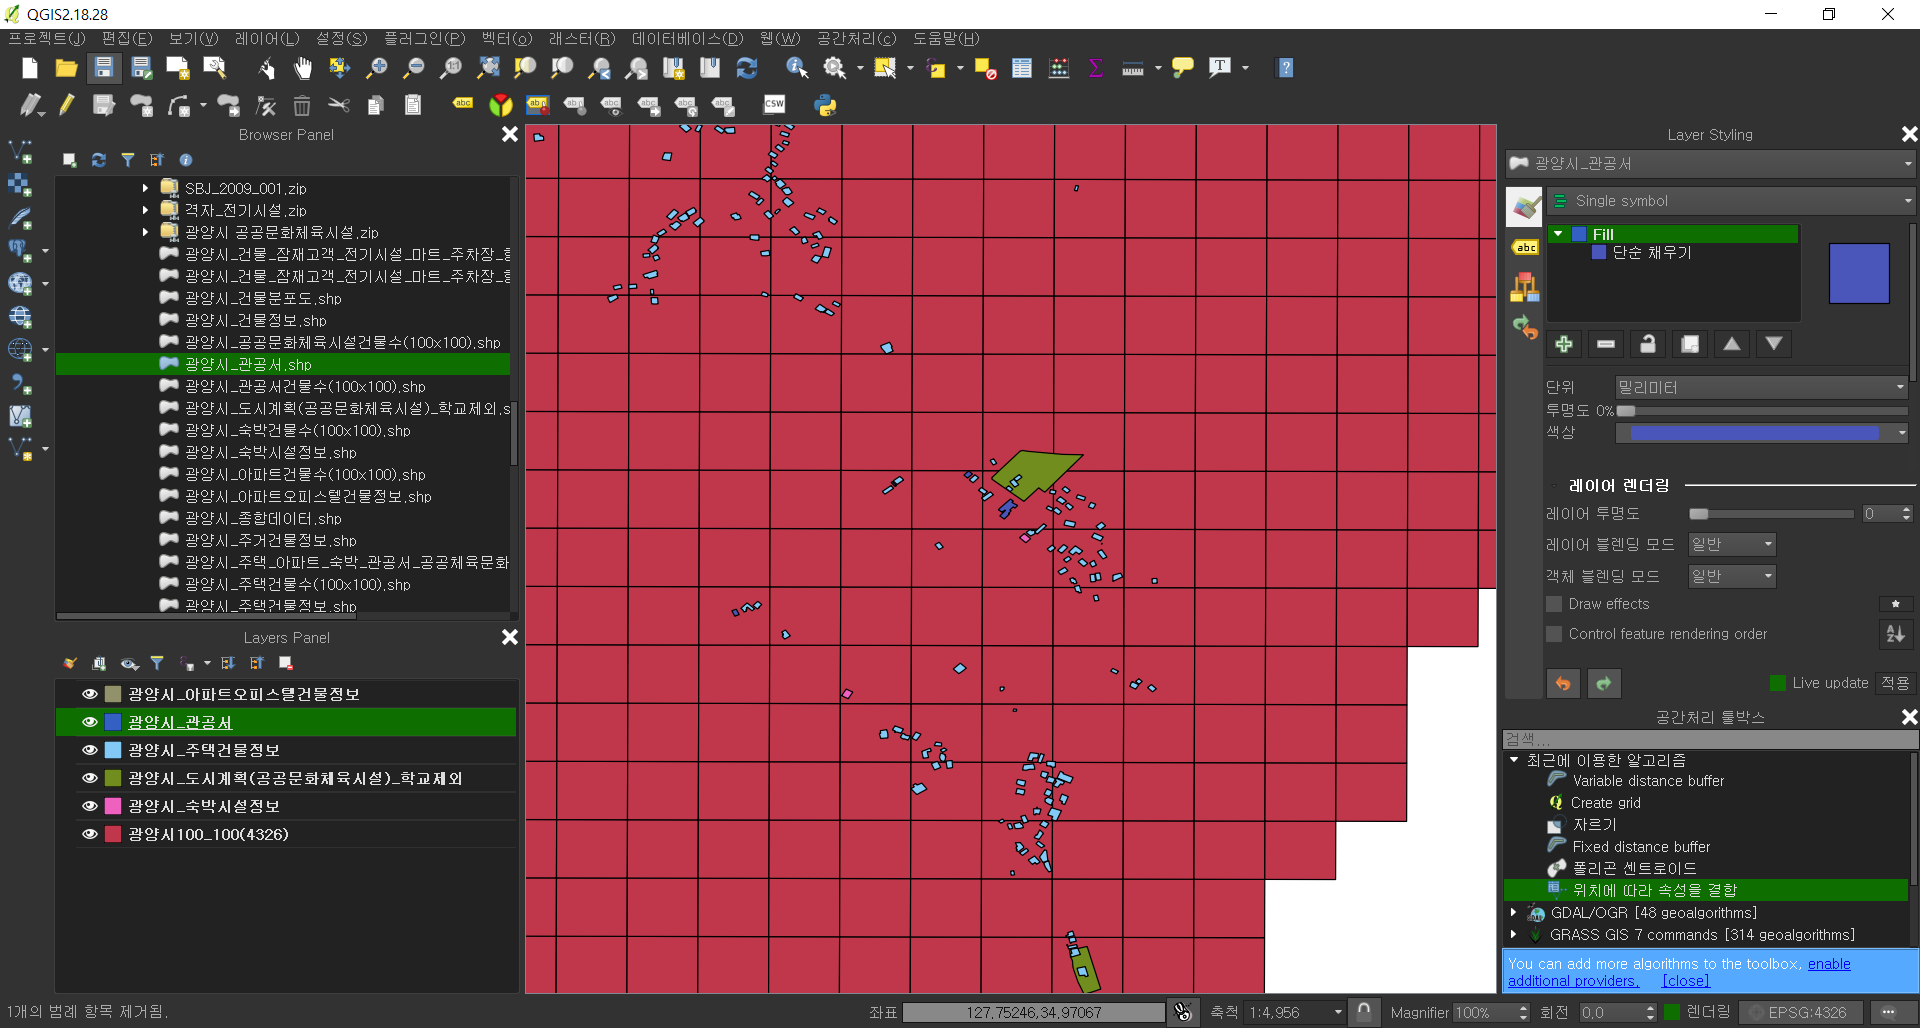 QGIS2.18.28
프로젝트(J) 편집(E) 보기(V) 레이어(L) 설정(S) 플러그인(P) 벡터(O) 래스터(R) 데이터베이스(D) 웹(W) 공간처리(C) 도움말(H)
Browser Panel
SBJ_2009_001.zip
격자_전기시설.zip
광양시 공공문화체육시설.zip
광양시_건물_잠재고객_전기시설_마트_주차장_
광양시_건물_잠재고객_전기시설_마트_주차장_
광양시_건물분포도.shp
광양시_건물정보.shp
광양시_공공문화체육시설건물수(100x100).shp
광양시_관공서.shp
광양시_관공서건물수(100x100).shp
광양시_도시계획(공공문화체육시설)_학교제외.s
광양시_숙박건물수(100x100).shp
광양시_숙박시설정보.shp
광양시_아파트건물수(100x100).shp
광양시_아파트오피스텔건물정보.shp
광양시_종합데이터.shp
광양시_주거건물정보.shp
광양시_주택_아파트_숙박_관공서_공공체육문화
광양시_주택건물수(100x100).shp
광양시_주택건물정보.shp
Layers Panel
광양시_아파트오피스텔건물정보
광양시_관공서
광양시_주택건물정보
광양시_도시계획(공공문화체육시설)_학교제외
광양시_숙박시설정보
광양시100_100(4326)
Layer Styling
광양시_관공서
Single symbol
Fill
단순 채우기
단위 밀리미터
투명도 0%
색상
레이어 렌더링
레이어 투명도 0
레이어 블렌딩 모드 일반
객체 블렌딩 모드 일반
Draw effects
Control feature rendering order
Live update 적용
공간처리 툴박스
검색...
최근에 이용한 알고리즘
Variable distance buffer
Create grid
자르기
Fixed distance buffer
폴리곤 센트로이드
위치에 따라 속성을 결합
GDAL/OGR [48 geoalgorithms]
GRASS GIS 7 commands [314 geoalgorithms]
You can add more algorithms to the toolbox, enable
additional providers. [close]
1개의 범례 항목 제거됨.
좌표 127.75246,34.97067 축척 1:4,956 Magnifier 100% 회전 0.0 렌더링 EPSG:4326